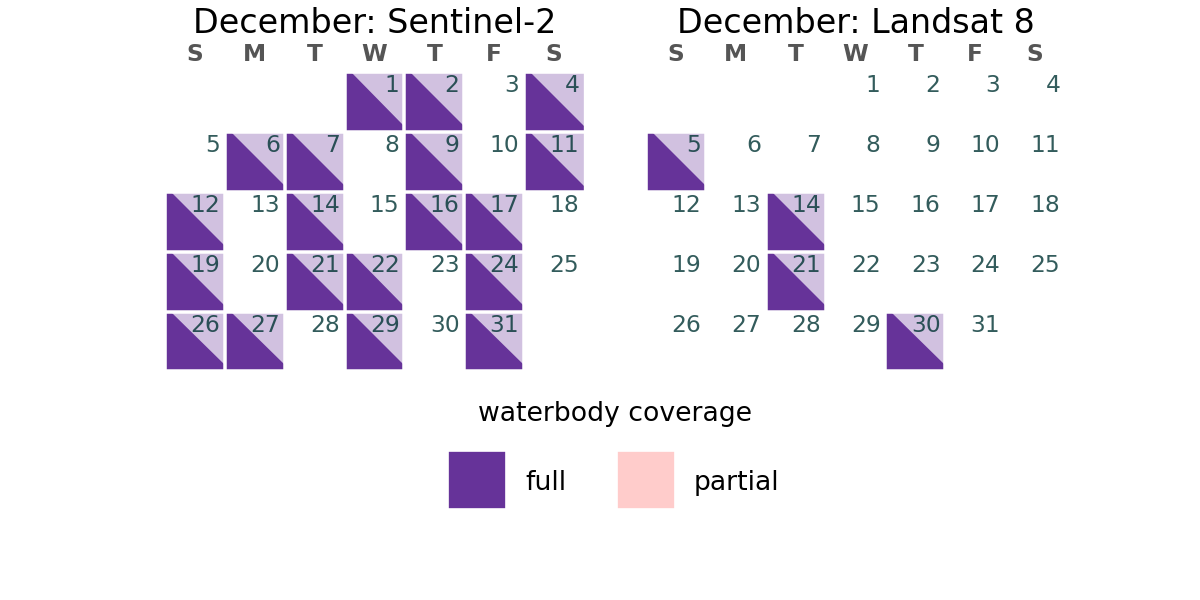 December: Sentinel-2
S M T W T F S
1 2 3 4
5 6 7 8 9 10 11
12 13 14 15 16 17 18
19 20 21 22 23 24 25
26 27 28 29 30 31
December: Landsat 8
S M T W T F S
1 2 3 4
5 6 7 8 9 10 11
12 13 14 15 16 17 18
19 20 21 22 23 24 25
26 27 28 29 30 31
waterbody coverage
full partial